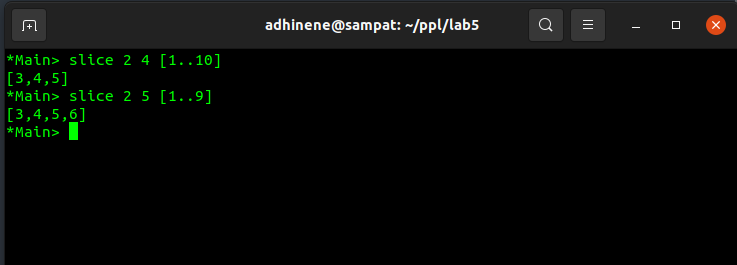 adhinene@sampat: ~/ppl/lab5
*Main> slice 2 4 [1..10]
[3,4,5]
*Main> slice 2 5 [1..9]
[3,4,5,6]
*Main>